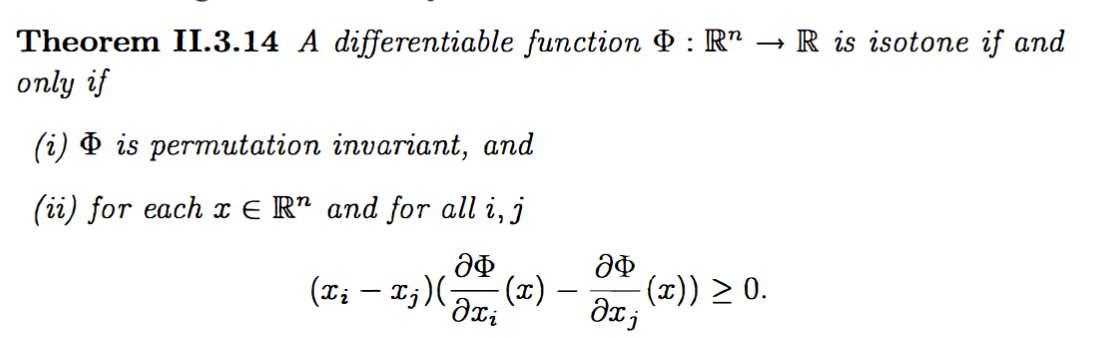 Theorem II.3.14 A differentiable function Φ : ℝⁿ → ℝ is isotone if and
only if
(i) Φ is permutation invariant, and
(ii) for each x ∈ ℝⁿ and for all i, j
(xᵢ − xⱼ)(∂Φ/∂xᵢ (x) − ∂Φ/∂xⱼ (x)) ≥ 0.